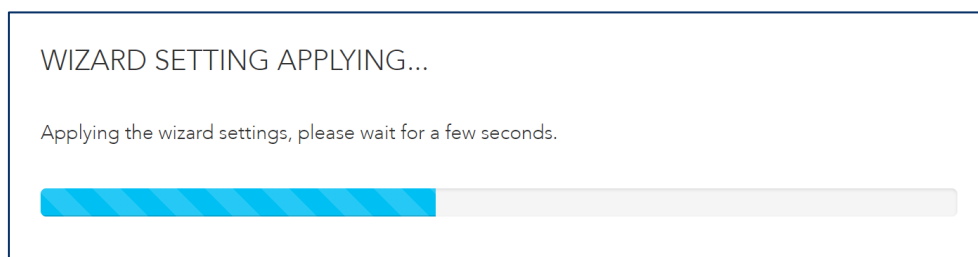 WIZARD SETTING APPLYING...
Applying the wizard settings, please wait for a few seconds.